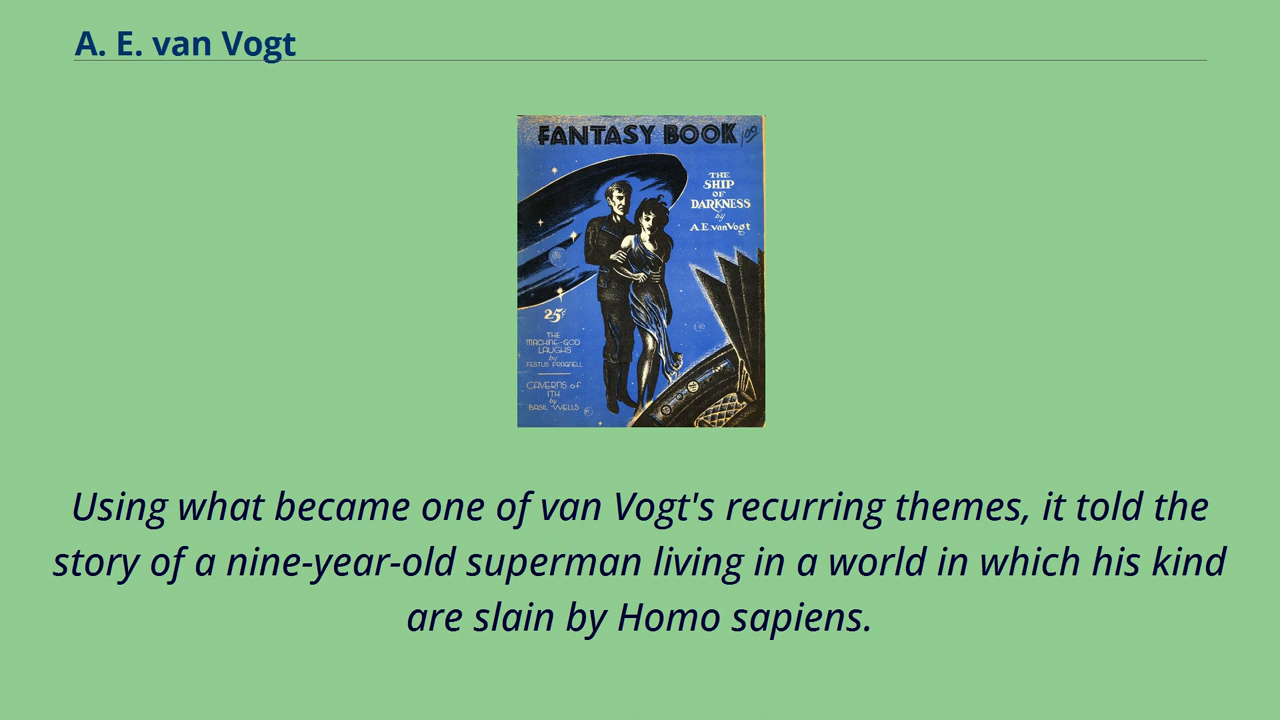 A. E. van Vogt
FANTASY BOOK
100
THE
SHIP
OF
DARKNESS
by
A.E. van Vogt
25¢
THE
MACHINE-GOD
LAUGHS
by
FESTUS PRAGNELL
CAVERNS of
ITH
by
BASIL WELLS
Using what became one of van Vogt's recurring themes, it told the
story of a nine-year-old superman living in a world in which his kind
are slain by Homo sapiens.